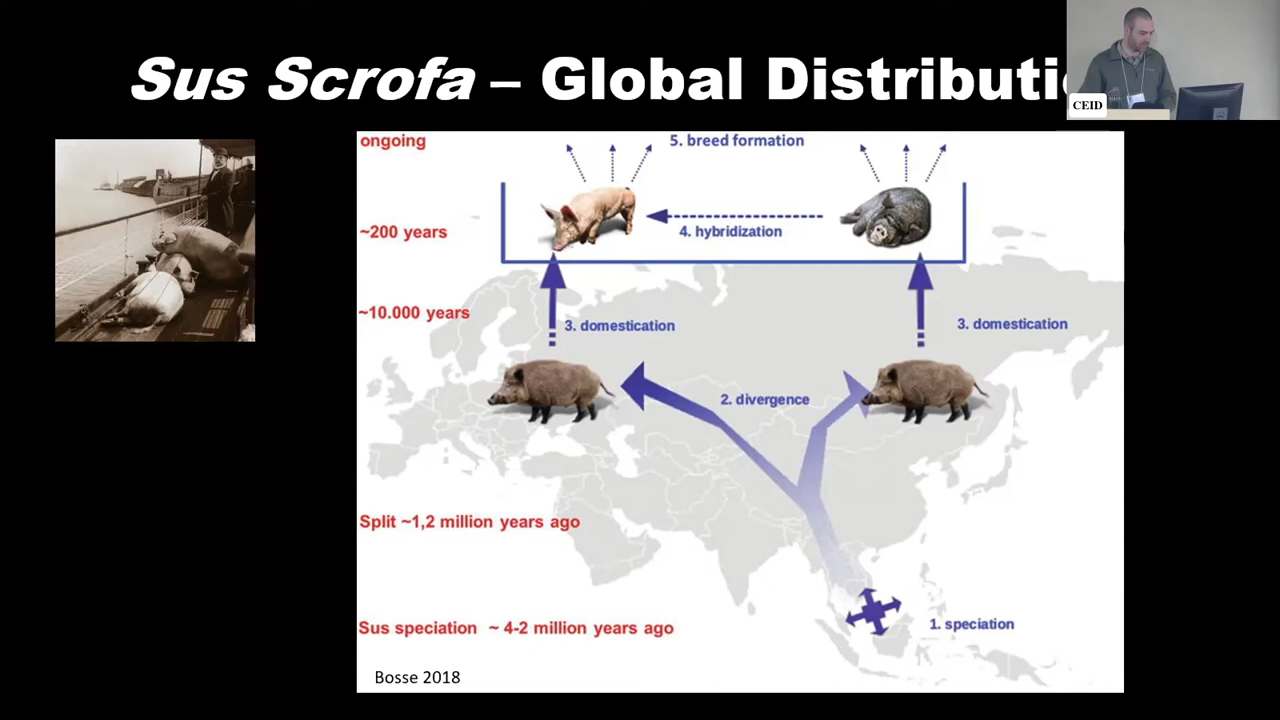 Sus Scrofa – Global Distributi
CEID
ongoing
5. breed formation
~200 years
4. hybridization
~10.000 years
3. domestication
3. domestication
2. divergence
Split ~1,2 million years ago
Sus speciation ~ 4-2 million years ago
1. speciation
Bosse 2018